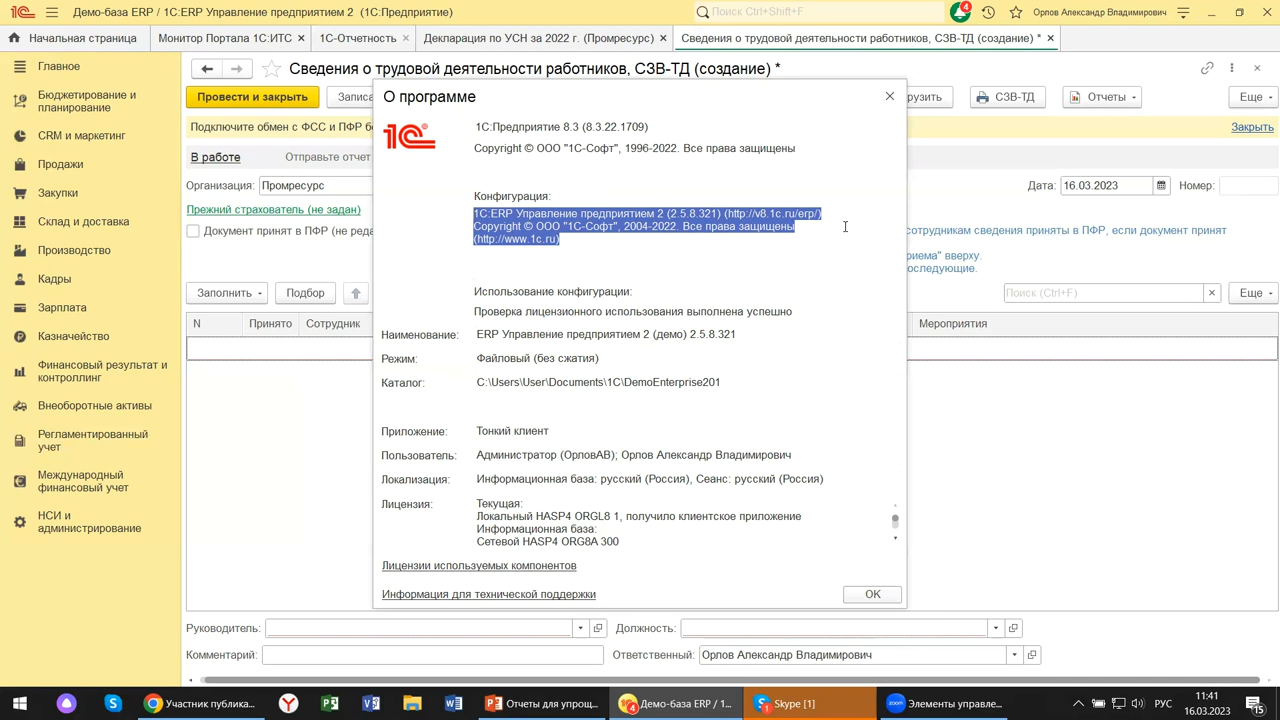 Демо-база ERP / 1С:ERP Управление предприятием 2 (1С:Предприятие)
Поиск Ctrl+Shift+F
4
Орлов Александр Владимирович
Начальная страница
Монитор Портала 1С:ИТС
1С-Отчетность
Декларация по УСН за 2022 г. (Промресурс)
Сведения о трудовой деятельности работников, СЗВ-ТД (создание) *
Главное
Бюджетирование и
планирование
CRM и маркетинг
Продажи
Закупки
Склад и доставка
Производство
Кадры
Зарплата
Казначейство
Финансовый результат и
контроллинг
Внеоборотные активы
Регламентированный
учет
Международный
финансовый учет
НСИ и
администрирование
Сведения о трудовой деятельности работников, СЗВ-ТД (создание) *
Провести и закрыть
Записа
рузить
СЗВ-ТД
Отчеты
Еще
Подключите обмен с ФСС и ПФР бе
Закрыть
В работе
Отправьте отчет
Организация:
Промресурс
Дата:
16.03.2023
Номер:
Прежний страхователь (не задан)
Документ принят в ПФР (не реда
сотрудникам сведения приняты в ПФР, если документ принят
риема" вверху.
последующие.
Заполнить
Подбор
Поиск (Ctrl+F)
Еще
N
Принято
Сотрудник
Мероприятия
О программе
1С
1С:Предприятие 8.3 (8.3.22.1709)
Copyright © ООО "1С-Софт", 1996-2022. Все права защищены
Конфигурация:
1С:ERP Управление предприятием 2 (2.5.8.321) (http://v8.1c.ru/erp/)
Copyright © ООО "1С-Софт", 2004-2022. Все права защищены
(http://www.1c.ru)
Использование конфигурации:
Проверка лицензионного использования выполнена успешно
Наименование:
ERP Управление предприятием 2 (демо) 2.5.8.321
Режим:
Файловый (без сжатия)
Каталог:
C:\Users\User\Documents\1C\DemoEnterprise201
Приложение:
Тонкий клиент
Пользователь:
Администратор (ОрловАВ); Орлов Александр Владимирович
Локализация:
Информационная база: русский (Россия), Сеанс: русский (Россия)
Лицензия:
Текущая:
Локальный HASP4 ORGL8 1, получило клиентское приложение
Информационная база:
Сетевой HASP4 ORG8A 300
Лицензии используемых компонентов
Информация для технической поддержки
OK
Руководитель:
Должность:
Комментарий:
Ответственный:
Орлов Александр Владимирович
Участник публика...
Отчеты для упрощ...
Демо-база ERP / 1...
4
Skype [1]
1
Элементы управле...
РУС
11:41
16.03.2023
15